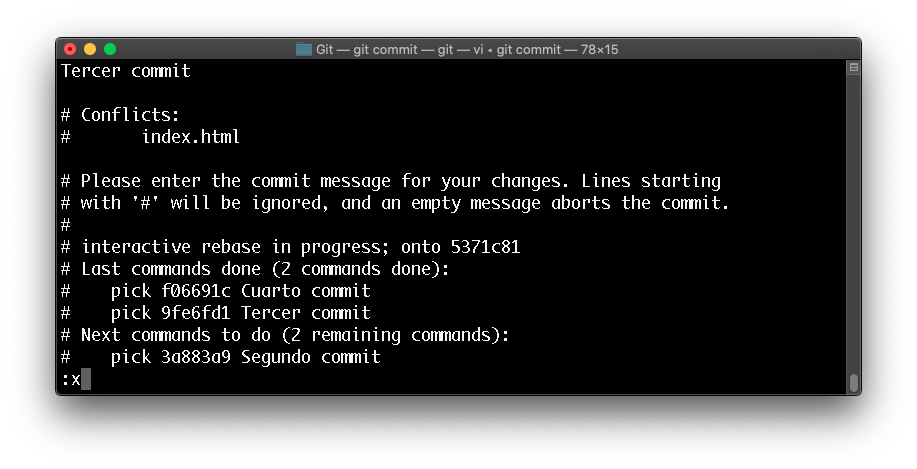 Git — git commit — git — vi ◂ git commit — 78×15
Tercer commit
# Conflicts:
#       index.html
# Please enter the commit message for your changes. Lines starting
# with '#' will be ignored, and an empty message aborts the commit.
#
# interactive rebase in progress; onto 5371c81
# Last commands done (2 commands done):
#    pick f06691c Cuarto commit
#    pick 9fe6fd1 Tercer commit
# Next commands to do (2 remaining commands):
#    pick 3a883a9 Segundo commit
:x